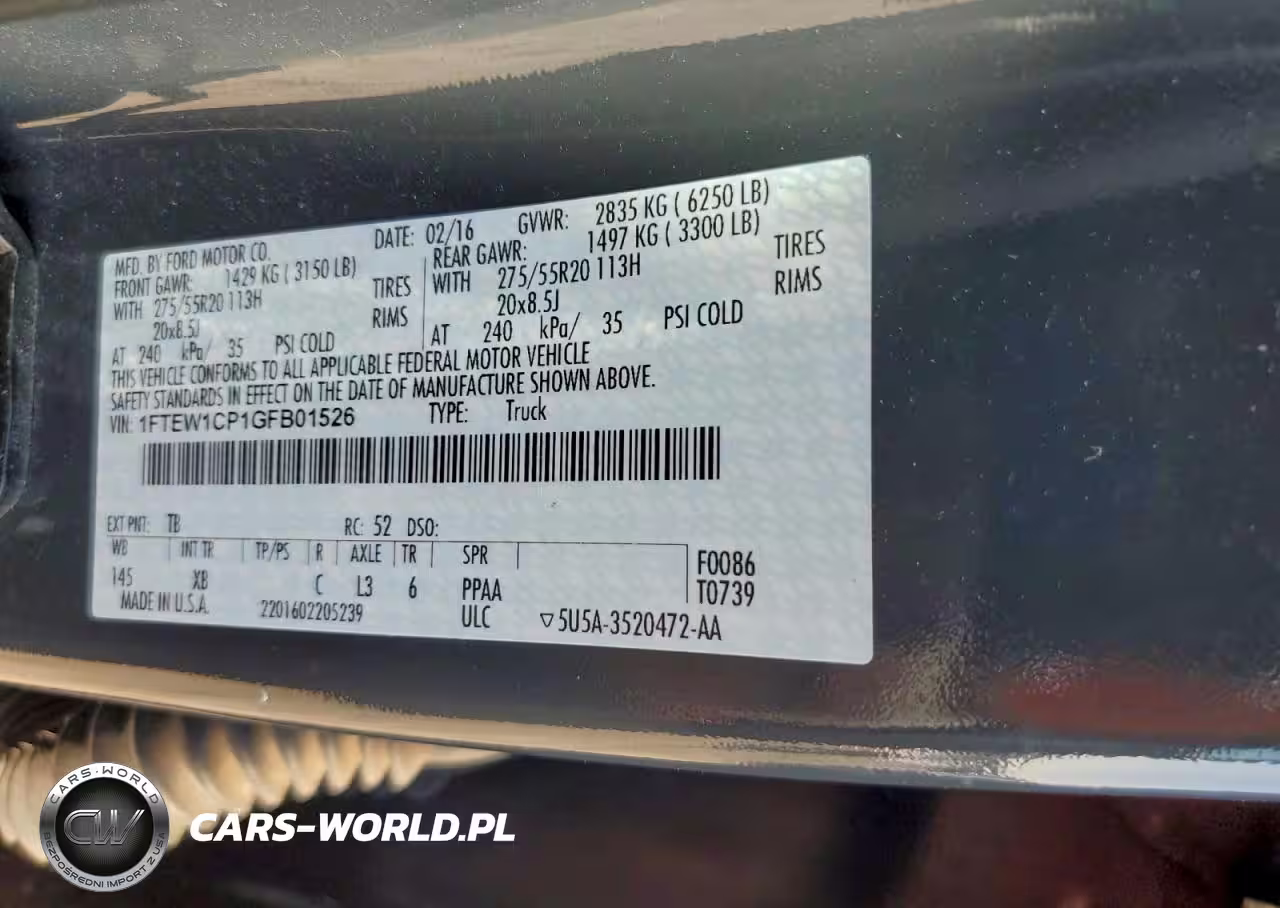 MFD. BY FORD MOTOR CO. DATE: 02/16 GVWR: 2835 KG ( 6250 LB)
FRONT GAWR: 1429 KG ( 3150 LB) REAR GAWR: 1497 KG ( 3300 LB)
WITH 275/55R20 113H TIRES WITH 275/55R20 113H TIRES
20x8.5J RIMS 20x8.5J RIMS
AT 240 kPa/ 35 PSI COLD AT 240 kPa/ 35 PSI COLD
THIS VEHICLE CONFORMS TO ALL APPLICABLE FEDERAL MOTOR VEHICLE
SAFETY STANDARDS IN EFFECT ON THE DATE OF MANUFACTURE SHOWN ABOVE.
VIN: 1FTEW1CP1GFB01526 TYPE: Truck
EXT PNT: TB RC: 52 DSO:
WB INT TR TP/PS R AXLE TR SPR F0086
145 XB C L3 6 PPAA T0739
MADE IN U.S.A. 2201602205239 ULC ▽5U5A-3520472-AA
CARS-WORLD
CW
BEZPOŚREDNI IMPORT Z USA
CARS-WORLD.PL